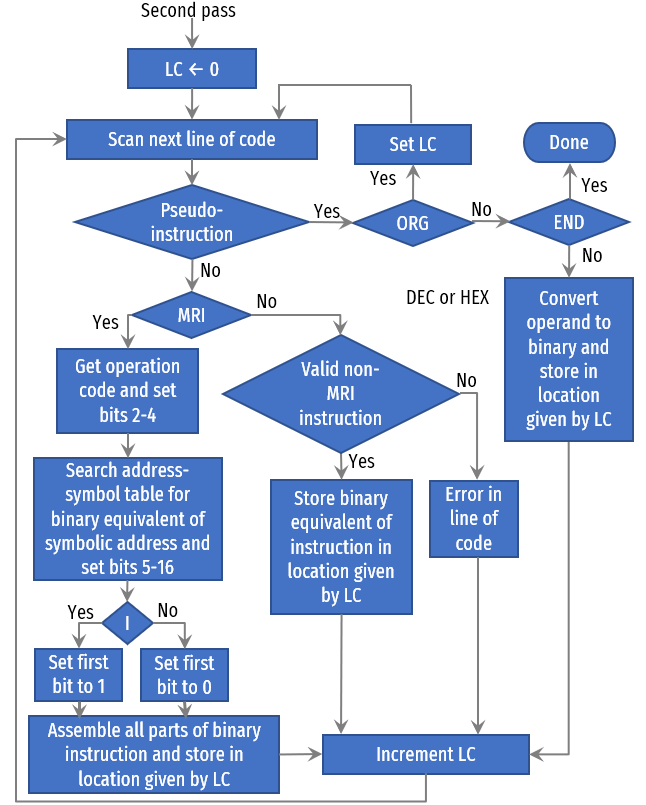 Second pass
LC ← 0
Scan next line of code
Set LC
Done
Yes
Yes
Pseudo-
instruction
Yes
ORG
No
END
No
No
MRI
No
Yes
DEC or HEX
Convert
operand to
binary and
store in
location
given by LC
Get operation
code and set
bits 2-4
Valid non-
MRI
instruction
No
Yes
Search address-
symbol table for
binary equivalent of
symbolic address and
set bits 5-16
Store binary
equivalent of
instruction in
location given
by LC
Error in
line of
code
Yes
I
No
Set first
bit to 1
Set first
bit to 0
Assemble all parts of binary
instruction and store in
location given by LC
Increment LC